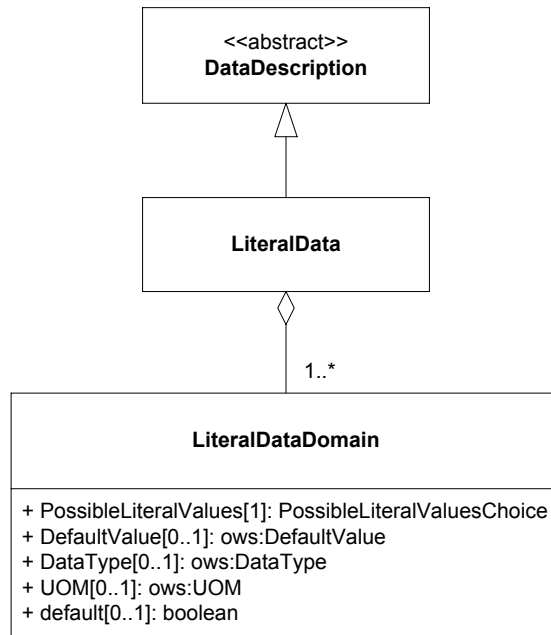 <<abstract>>
DataDescription
LiteralData
1..*
LiteralDataDomain
+ PossibleLiteralValues[1]: PossibleLiteralValuesChoice
+ DefaultValue[0..1]: ows:DefaultValue
+ DataType[0..1]: ows:DataType
+ UOM[0..1]: ows:UOM
+ default[0..1]: boolean